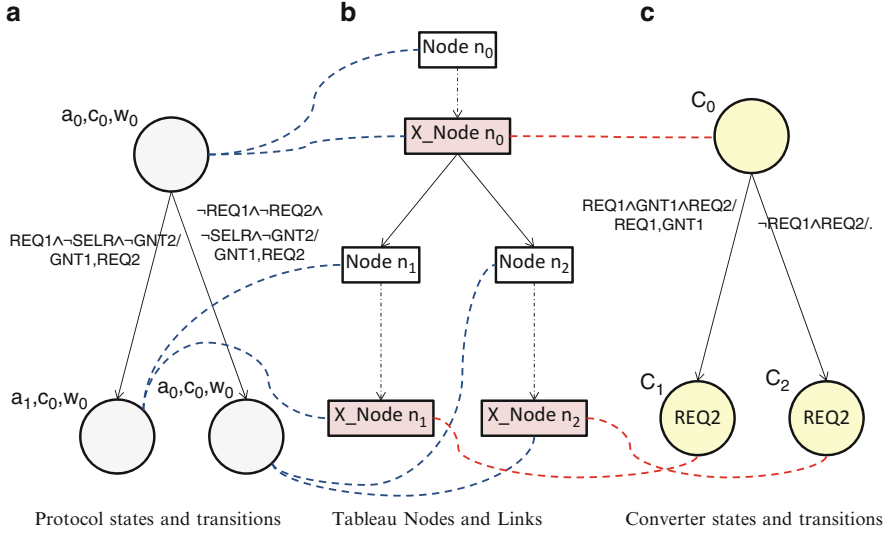 a
b
c
Node n₀
a₀,c₀,w₀
X_Node n₀
C₀
REQ1∧¬SELR∧¬GNT2/
GNT1,REQ2
¬REQ1∧¬REQ2∧
¬SELR∧¬GNT2/
GNT1,REQ2
REQ1∧GNT1∧REQ2/
REQ1,GNT1
¬REQ1∧REQ2/.
Node n₁
Node n₂
a₁,c₀,w₀
a₀,c₀,w₀
X_Node n₁
X_Node n₂
C₁
REQ2
C₂
REQ2
Protocol states and transitions
Tableau Nodes and Links
Converter states and transitions